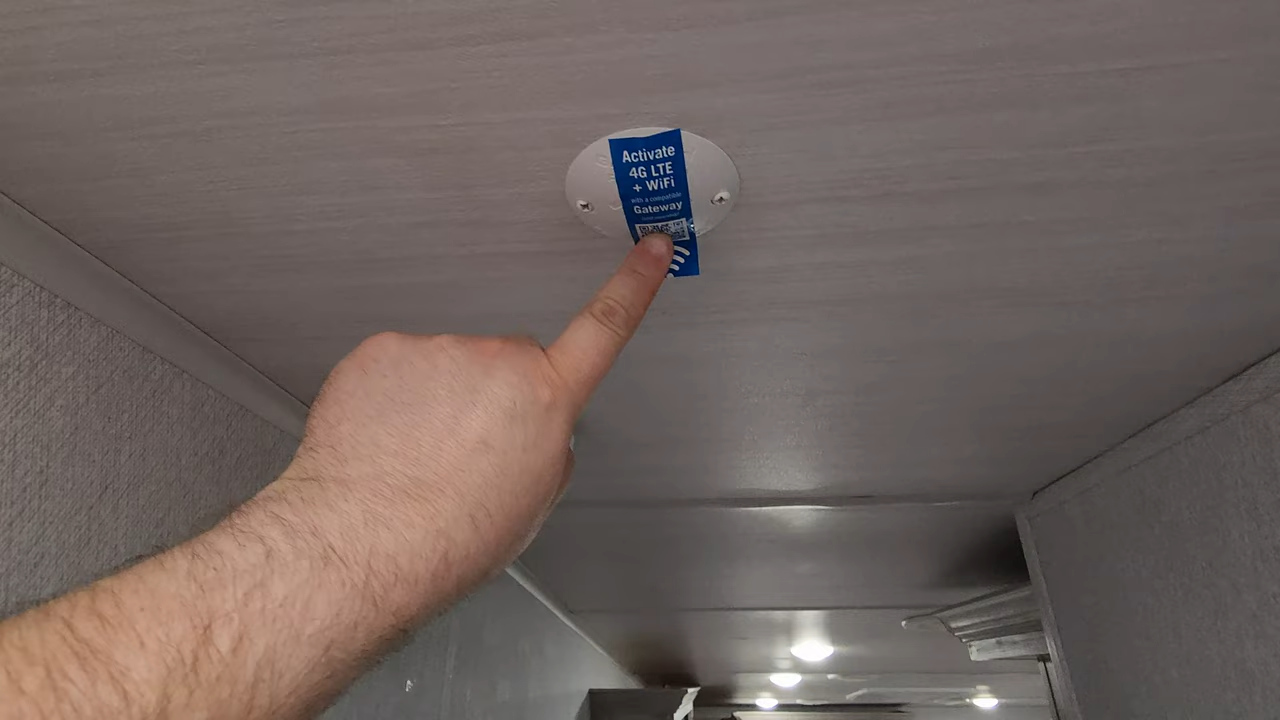 Activate
4G LTE
+ WiFi
with a compatible
Gateway